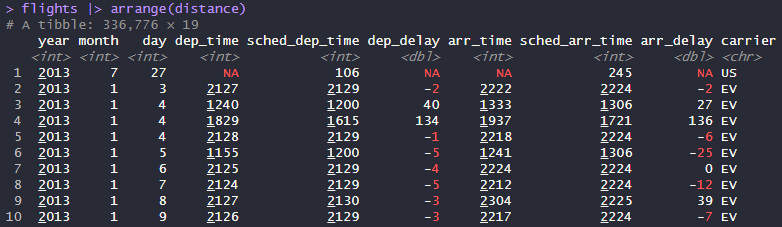 > flights |> arrange(distance)
# A tibble: 336,776 × 19
year month day dep_time sched_dep_time dep_delay arr_time sched_arr_time arr_delay carrier
<int> <int> <int> <int> <int> <dbl> <int> <int> <dbl> <chr>
1 2013 7 27 NA 106 NA NA 245 NA US
2 2013 1 3 2127 2129 -2 2222 2224 -2 EV
3 2013 1 4 1240 1200 40 1333 1306 27 EV
4 2013 1 4 1829 1615 134 1937 1721 136 EV
5 2013 1 4 2128 2129 -1 2218 2224 -6 EV
6 2013 1 5 1155 1200 -5 1241 1306 -25 EV
7 2013 1 6 2125 2129 -4 2224 2224 0 EV
8 2013 1 7 2124 2129 -5 2212 2224 -12 EV
9 2013 1 8 2127 2130 -3 2304 2225 39 EV
10 2013 1 9 2126 2129 -3 2217 2224 -7 EV